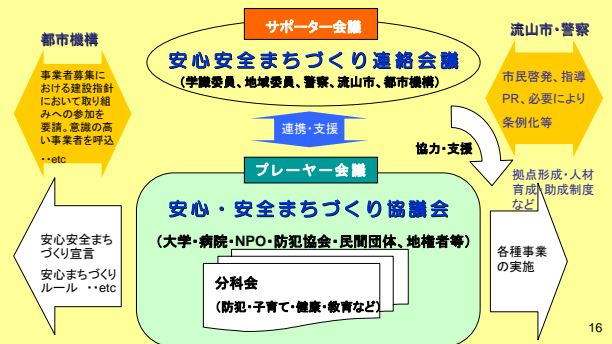 サポーター会議
都市機構
流山市・警察
安心安全まちづくり連絡会議
(学識委員、地域委員、警察、流山市、都市機構)
事業者募集に
おける建設指針
において取り組
みへの参加を
要請。意識の高
い事業者を呼込
・・etc
市民啓発、指導
PR、必要により
条例化等
連携・支援
協力・支援
プレーヤー会議
拠点形成・人材
育成・助成制度
など
安心・安全まちづくり協議会
(大学・病院・NPO・防犯協会・民間団体、地権者等)
安心安全まち
づくり宣言
安心まちづくり
ルール ・・etc
各種事業
の実施
分科会
(防犯・子育て・健康・教育など)
16